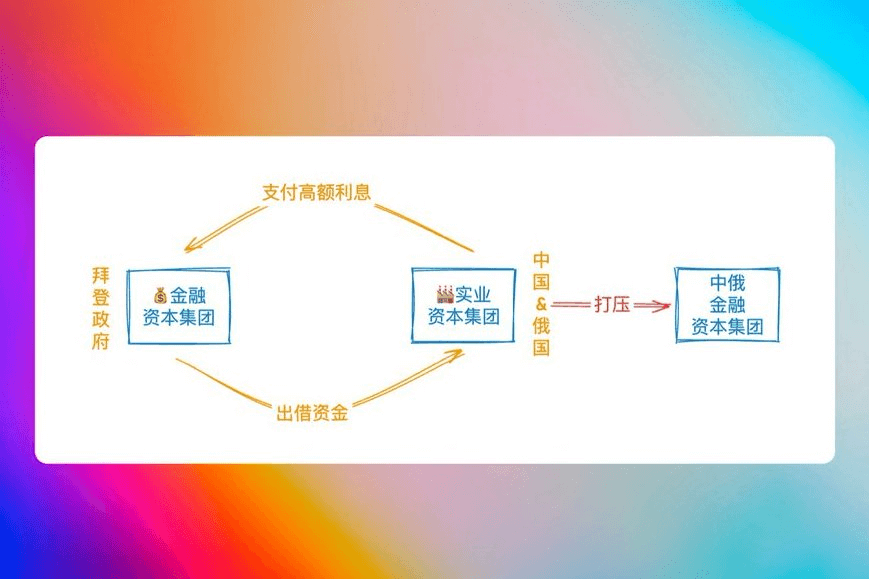 支付高额利息
拜登政府
💰金融
资本集团
🏭实业
资本集团
中国&俄国
打压
中俄
金融
资本集团
出借资金